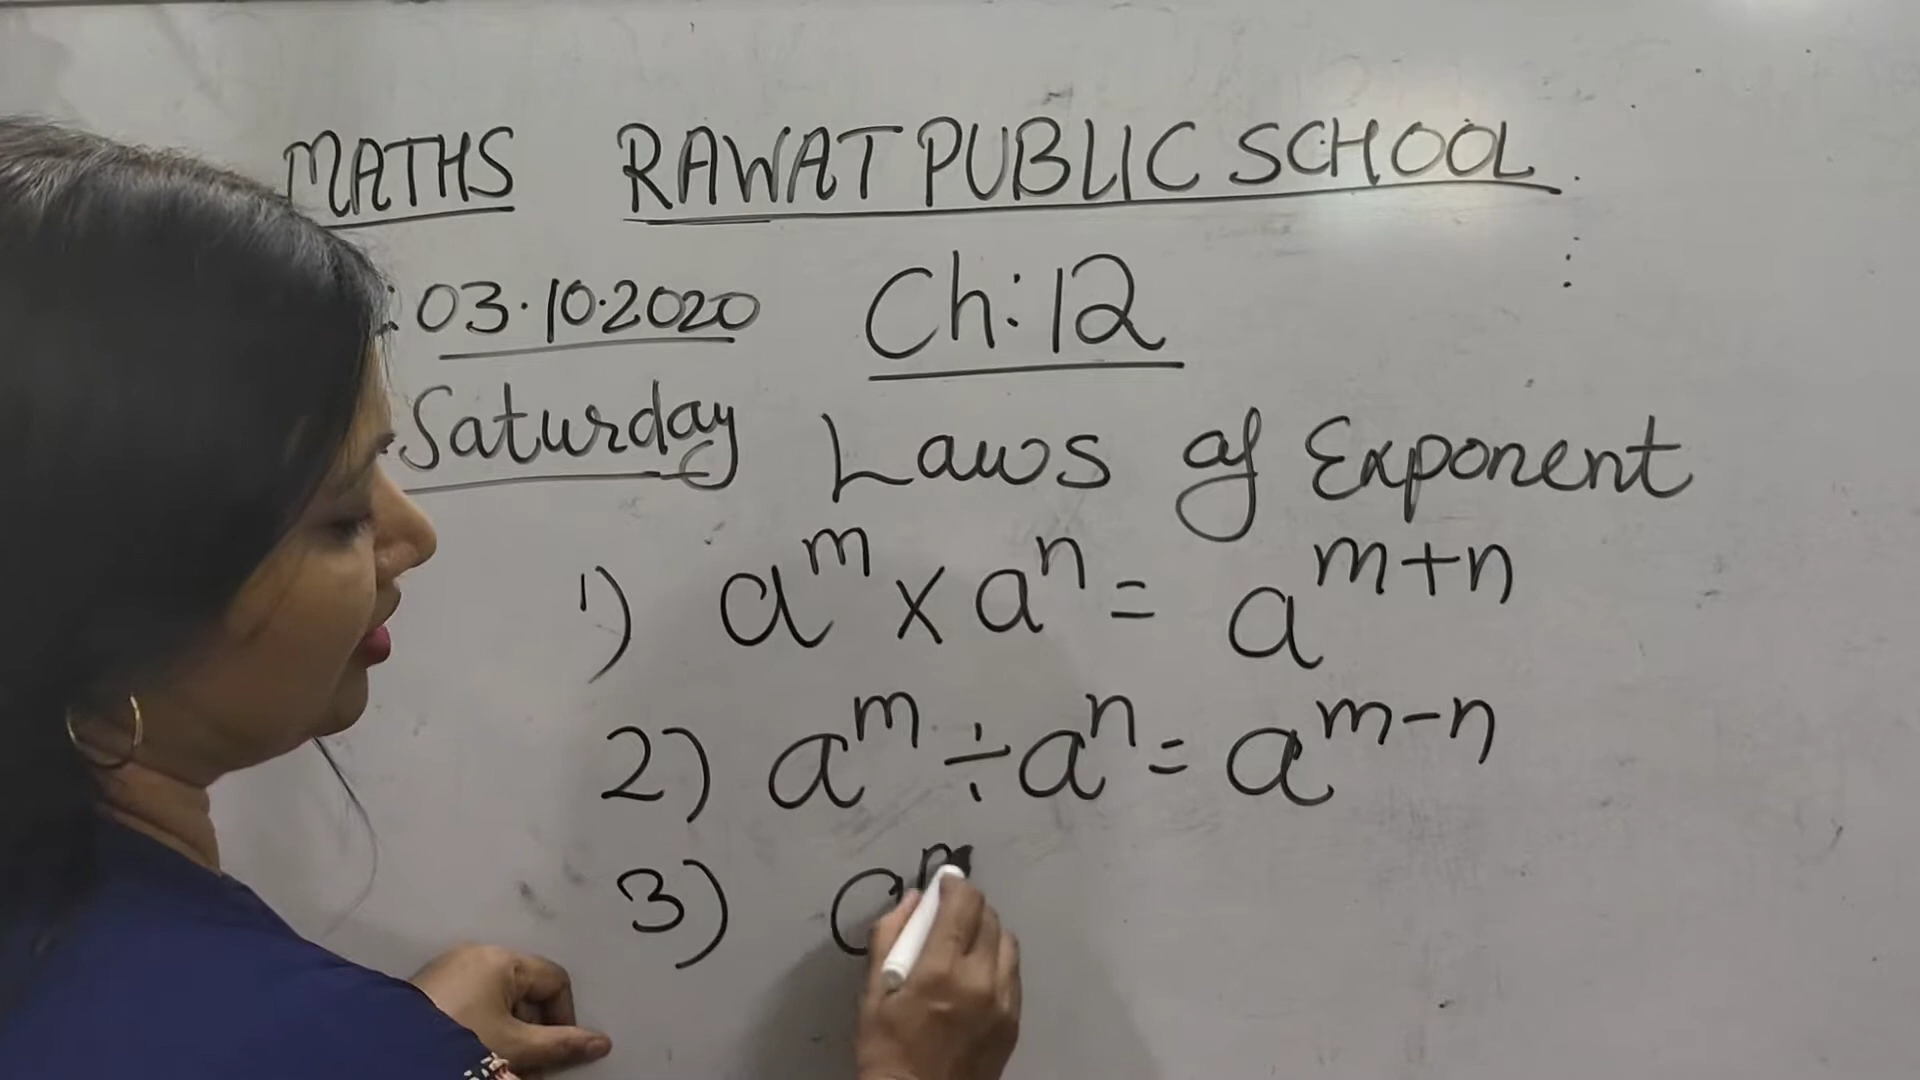 MATHS RAWAT PUBLIC SCHOOL
: 03.10.2020 Ch: 12
Saturday Laws of Exponent
1) a^m × a^n = a^(m+n)
2) a^m ÷ a^n = a^(m-n)
3) a